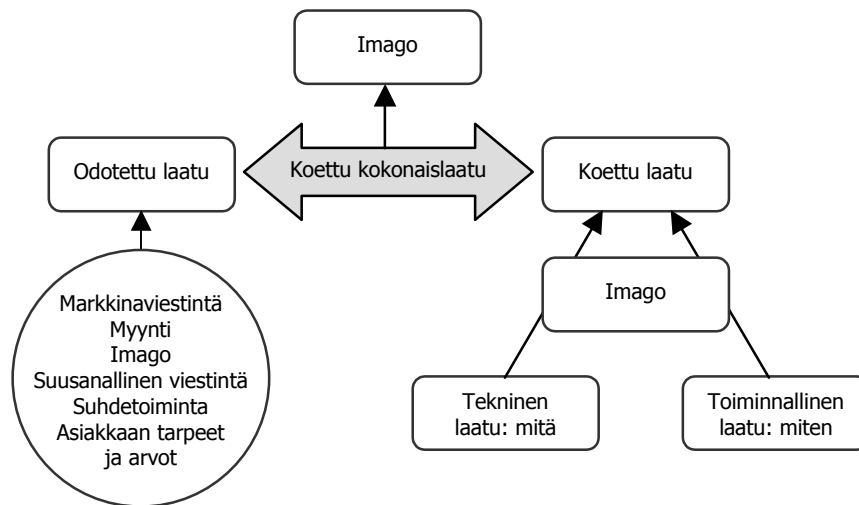 Imago
Odotettu laatu
Koettu kokonaislaatu
Koettu laatu
Markkinaviestintä
Myynti
Imago
Suusanallinen viestintä
Suhdetoiminta
Asiakkaan tarpeet
ja arvot
Imago
Tekninen
laatu: mitä
Toiminnallinen
laatu: miten